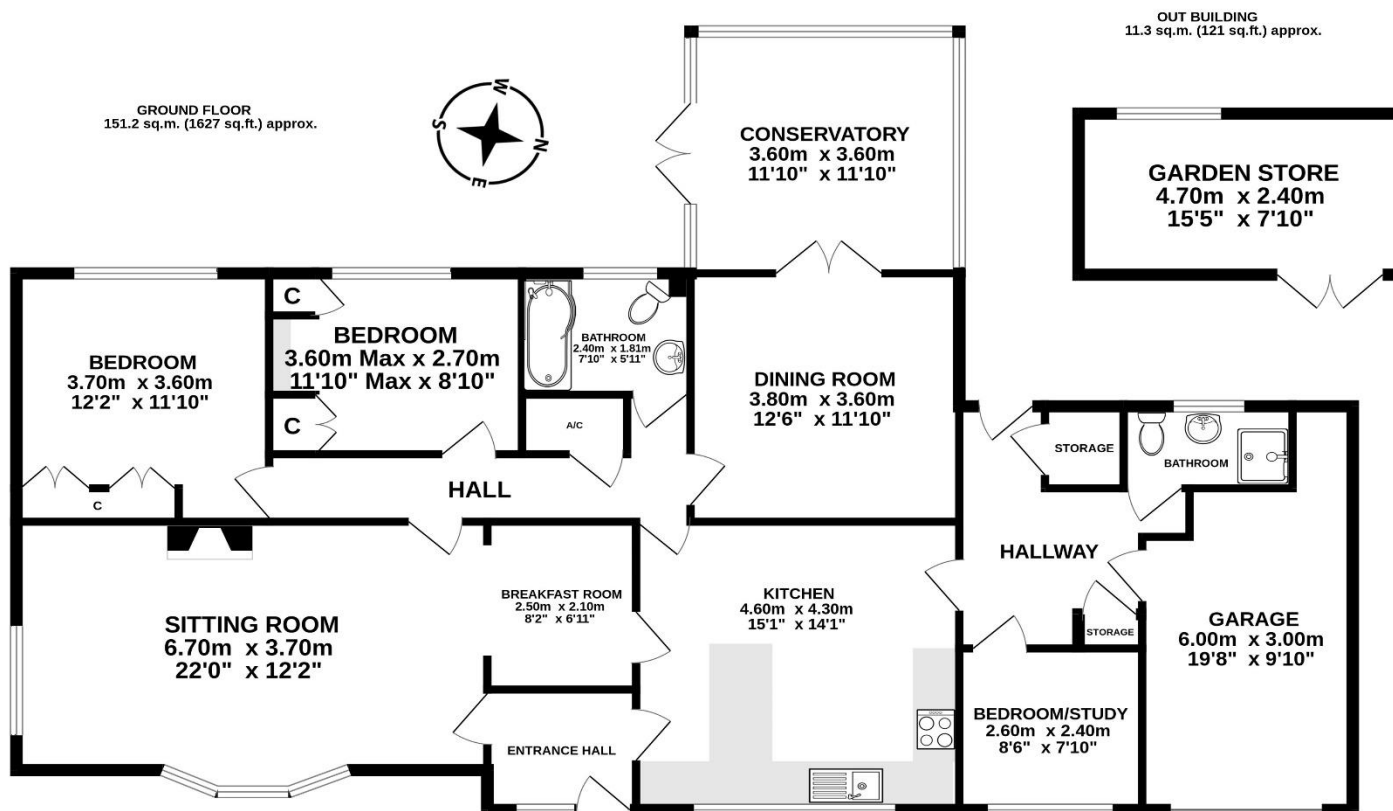 OUT BUILDING
11.3 sq.m. (121 sq.ft.) approx.
GROUND FLOOR
151.2 sq.m. (1627 sq.ft.) approx.
W
S
N
E
CONSERVATORY
3.60m x 3.60m
11'10" x 11'10"
GARDEN STORE
4.70m x 2.40m
15'5" x 7'10"
BEDROOM
3.70m x 3.60m
12'2" x 11'10"
C
C
BEDROOM
3.60m Max x 2.70m
11'10" Max x 8'10"
C
BATHROOM
2.40m x 1.81m
7'10" x 5'11"
A/C
DINING ROOM
3.80m x 3.60m
12'6" x 11'10"
STORAGE
BATHROOM
HALL
HALLWAY
SITTING ROOM
6.70m x 3.70m
22'0" x 12'2"
BREAKFAST ROOM
2.50m x 2.10m
8'2" x 6'11"
KITCHEN
4.60m x 4.30m
15'1" x 14'1"
STORAGE
GARAGE
6.00m x 3.00m
19'8" x 9'10"
ENTRANCE HALL
BEDROOM/STUDY
2.60m x 2.40m
8'6" x 7'10"